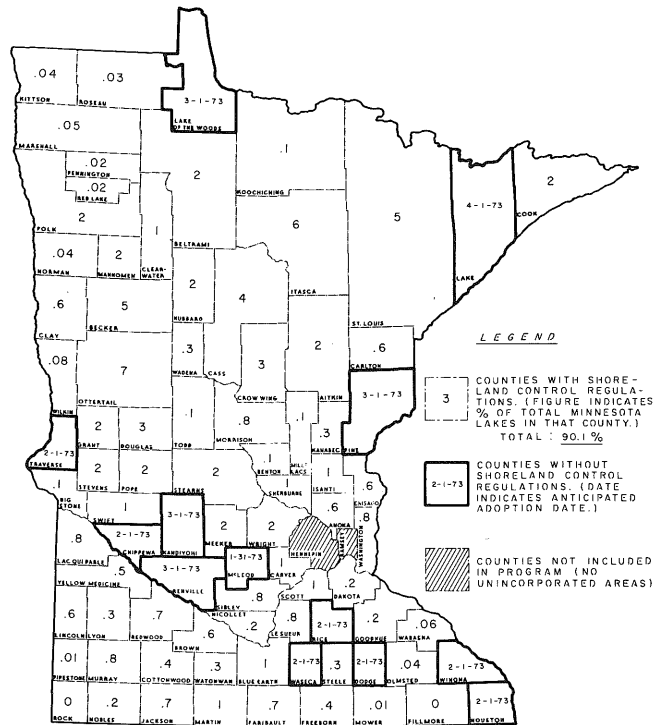 .04
KITTSON
.03
ROSEAU
3-1-73
LAKE
OF THE WOODS
.05
MARSHALL
.02
PENNINGTON
.02
RED LAKE
2
POLK
1
CLEAR-
WATER
2
BELTRAMI
.1
KOOCHICHING
6
ITASCA
5
ST. LOUIS
4-1-73
LAKE
2
COOK
.04
NORMAN
2
MAHNOMEN
.6
CLAY
5
BECKER
2
HUBBARD
4
CASS
.3
WADENA
3
CROW WING
2
AITKIN
.6
CARLTON
.08
WILKIN
7
OTTERTAIL
3-1-73
PINE
2-1-73
TRAVERSE
2
GRANT
3
DOUGLAS
.1
TODD
1
MORRISON
1
MILLE
LACS
.3
KANABEC
.8
BENTON
BIG
STONE
1
2
STEVENS
2
POPE
2
STEARNS
SHERBURNE
1
ISANTI
.6
CHISAGO
1
SWIFT
3-1-73
KANDIYOHI
2
MEEKER
2
WRIGHT
.6
ANOKA
HENNEPIN
RAMSEY
.8
WASHINGTON
.8
LAC QUI PARLE
2-1-73
CHIPPEWA
.5
YELLOW MEDICINE
3-1-73
RENVILLE
1-31-73
McLEOD
1
CARVER
1
SCOTT
.2
DAKOTA
.8
SIBLEY
.6
LINCOLN
.3
LYON
.7
REDWOOD
.6
BROWN
NICOLLET
.2
.8
LE SUEUR
2-1-73
RICE
.2
GOODHUE
.06
WABASHA
.01
PIPESTONE
.8
MURRAY
.4
COTTONWOOD
.3
WATONWAN
1
BLUE EARTH
2-1-73
WASECA
.3
STEELE
2-1-73
DODGE
.04
OLMSTED
2-1-73
WINONA
0
ROCK
.2
NOBLES
.7
JACKSON
1
MARTIN
.7
FARIBAULT
.4
FREEBORN
.01
MOWER
0
FILLMORE
2-1-73
HOUSTON
LEGEND
3
COUNTIES WITH SHORE-
LAND CONTROL REGULA-
TIONS. (FIGURE INDICATES
% OF TOTAL MINNESOTA
LAKES IN THAT COUNTY.)
TOTAL : 90.1 %
2-1-73
COUNTIES WITHOUT
SHORELAND CONTROL
REGULATIONS. (DATE
INDICATES ANTICIPATED
ADOPTION DATE.)
COUNTIES NOT INCLUDED
IN PROGRAM (NO
UNINCORPORATED AREAS)